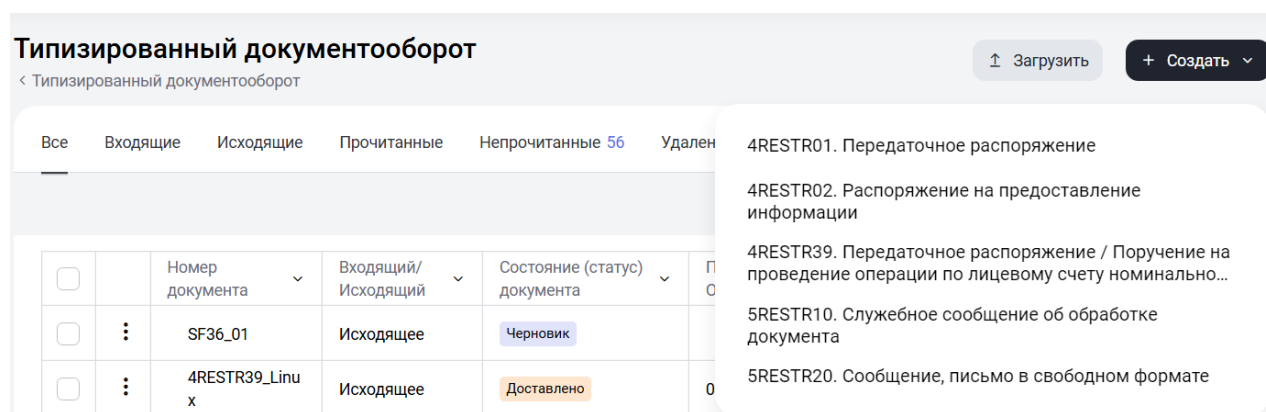 Типизированный документооборот
Загрузить
+ Создать
< Типизированный документооборот
Все Входящие Исходящие Прочитанные Непрочитанные 56
4RESTR01. Передаточное распоряжение
4RESTR02. Распоряжение на предоставление
информации
4RESTR39. Передаточное распоряжение / Поручение на
проведение операции по лицевому счету номинально...
5RESTR10. Служебное сообщение об обработке
документа
5RESTR20. Сообщение, письмо в свободном формате
Номер
документа
Входящий/
Исходящий
Состояние (статус)
документа
SF36_01
Исходящее
Черновик
4RESTR39_Linu
x
Исходящее
Доставлено